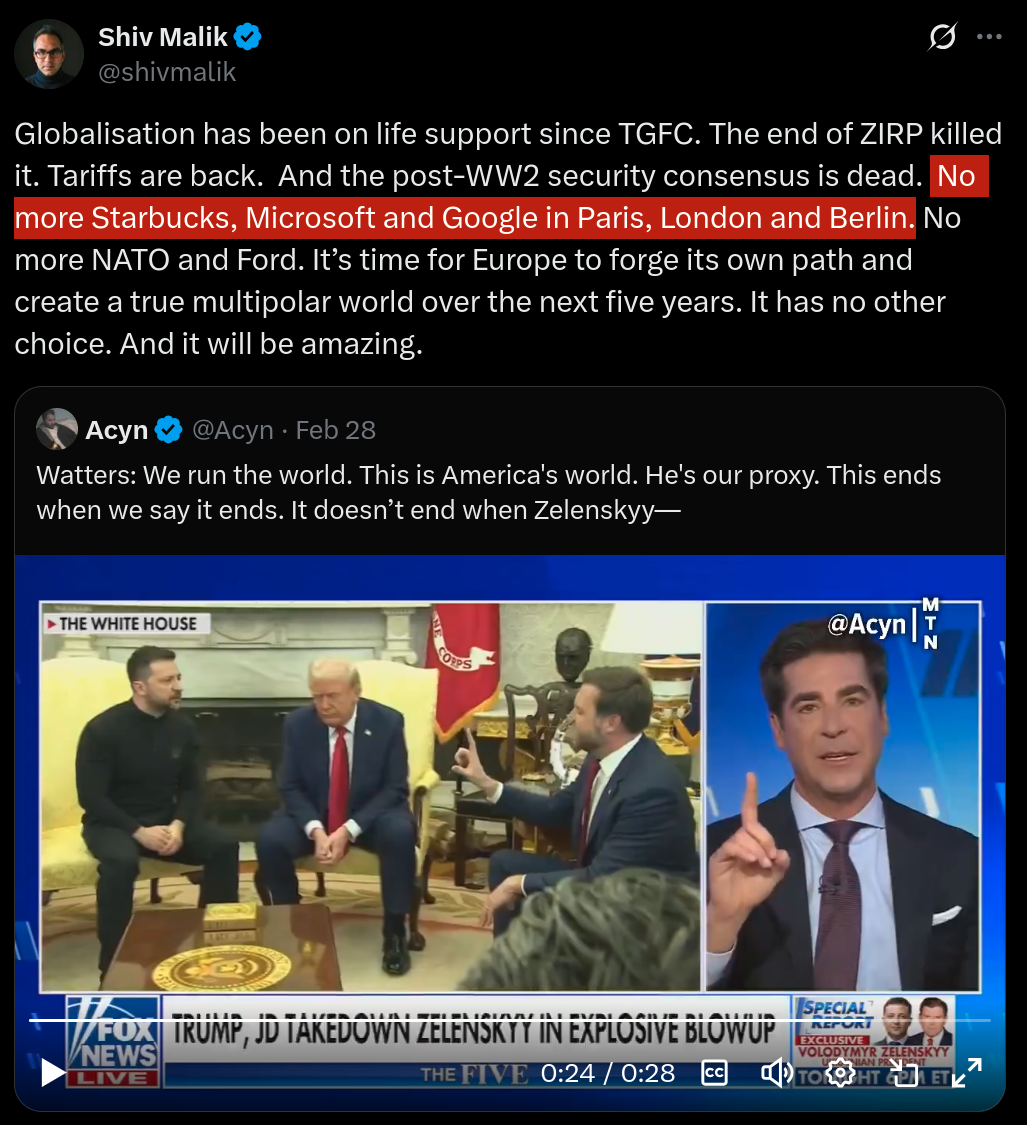 Shiv Malik
@shivmalik
Globalisation has been on life support since TGFC. The end of ZIRP killed
it. Tariffs are back.  And the post-WW2 security consensus is dead. No
more Starbucks, Microsoft and Google in Paris, London and Berlin. No
more NATO and Ford. It’s time for Europe to forge its own path and
create a true multipolar world over the next five years. It has no other
choice. And it will be amazing.
Acyn @Acyn · Feb 28
Watters: We run the world. This is America's world. He's our proxy. This ends
when we say it ends. It doesn’t end when Zelenskyy—
THE WHITE HOUSE
@Acyn
MTN
CORPS
FOX
NEWS
LIVE
TRUMP, JD TAKEDOWN ZELENSKYY IN EXPLOSIVE BLOWUP
THE FIVE
SPECIAL
REPORT
EXCLUSIVE
VOLODYMYR ZELENSKYY
PRESIDENT
TONIGHT 6PM ET
0:24 / 0:28
CC